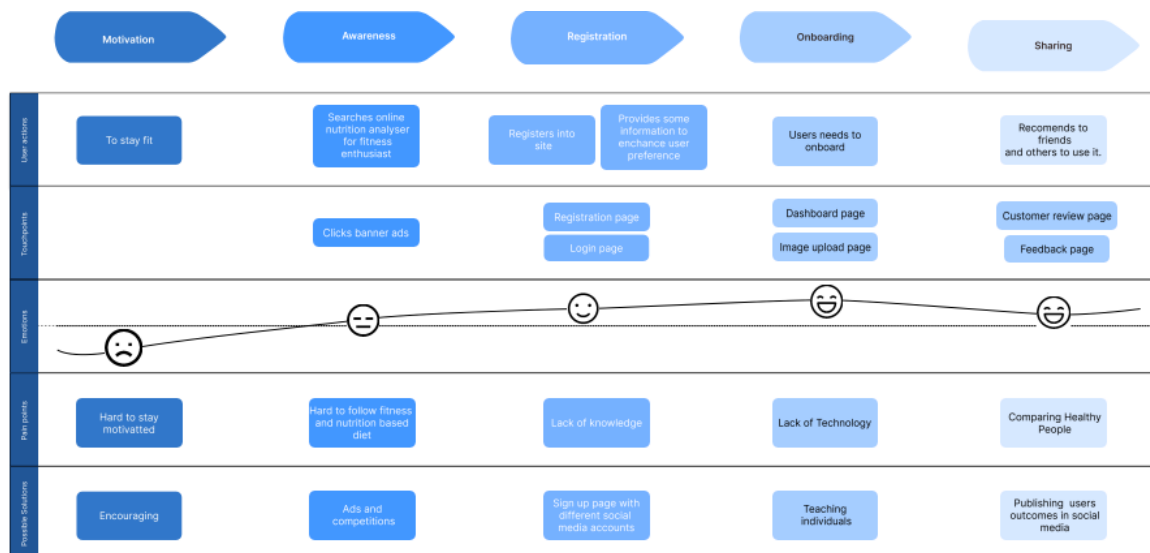 Motivation
Awareness
Registration
Onboarding
Sharing
User actions
To stay fit
Searches online
nutrition analyser
for fitness
enthusiast
Registers into
site
Provides some
information to
enchance user
preference
Users needs to
onboard
Recomends to
friends
and others to use it.
Touchpoints
Clicks banner ads
Registration page
Login page
Dashboard page
Image upload page
Customer review page
Feedback page
Emotions
Pain points
Hard to stay
motivatted
Hard to follow fitness
and nutrition based
diet
Lack of knowledge
Lack of Technology
Comparing Healthy
People
Possible Solutions
Encouraging
Ads and
competitions
Sign up page with
different social
media accounts
Teaching
individuals
Publishing users
outcomes in social
media